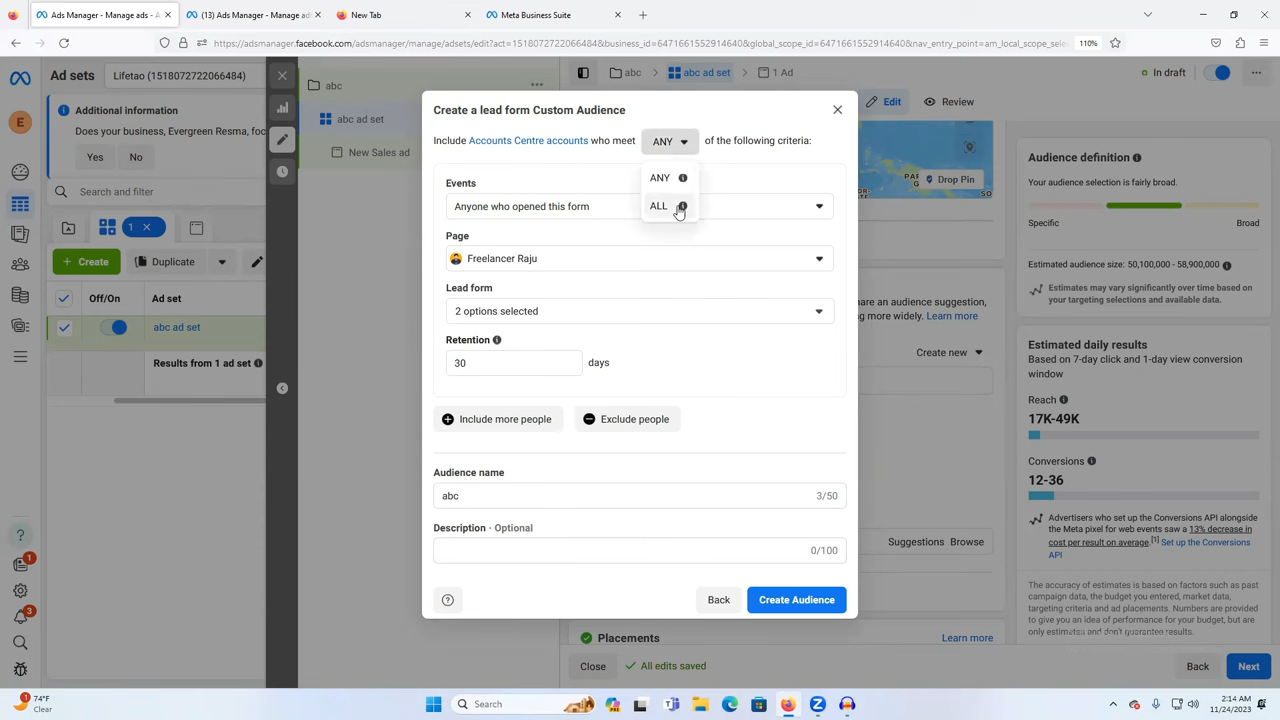 Ads Manager - Manage ads - A
(13) Ads Manager - Manage ad
New Tab
Meta Business Suite
https://adsmanager.facebook.com/adsmanager/manage/adsets/edit?act=1518072722066484&business_id=6471661552914640&global_scope_id=6471661552914640&nav_entry_point=am_local_scope_sele
110%
Ad sets
Lifetao (1518072722066484)
abc
abc
abc ad set
1 Ad
In draft
Additional information
Does your business, Evergreen Resma, foc
Yes
No
abc ad set
New Sales ad
Edit
Review
Create a lead form Custom Audience
Include Accounts Centre accounts who meet ANY of the following criteria:
ANY
ALL
Events
Anyone who opened this form
Page
Freelancer Raju
Lead form
2 options selected
Retention
30
days
Include more people
Exclude people
Audience name
abc
3/50
Description · Optional
0/100
Back
Create Audience
Search and filter
1
Create
Duplicate
Off/On
Ad set
abc ad set
Results from 1 ad set
Drop Pin
Audience definition
Your audience selection is fairly broad.
Specific
Broad
Estimated audience size: 50,100,000 - 58,900,000
Estimates may vary significantly over time based on
your targeting selections and available data.
hare an audience suggestion,
ing more widely. Learn more
Create new
Suggestions Browse
Estimated daily results
Based on 7-day click and 1-day view conversion
window
Reach
17K-49K
Conversions
12-36
Advertisers who set up the Conversions API alongside
the Meta pixel for web events saw a 13% decrease in
cost per result on average.[1] Set up the Conversions
API
The accuracy of estimates is based on factors such as past
campaign data, the budget you entered, market data,
targeting criteria and ad placements. Numbers are provided
to give you an idea of performance for your budget, but are
only estimates and don't guarantee results.
Placements
Learn more
Close
All edits saved
Back
Next
E
1
3
1
74°F
Clear
Search
2:14 AM
11/24/2023